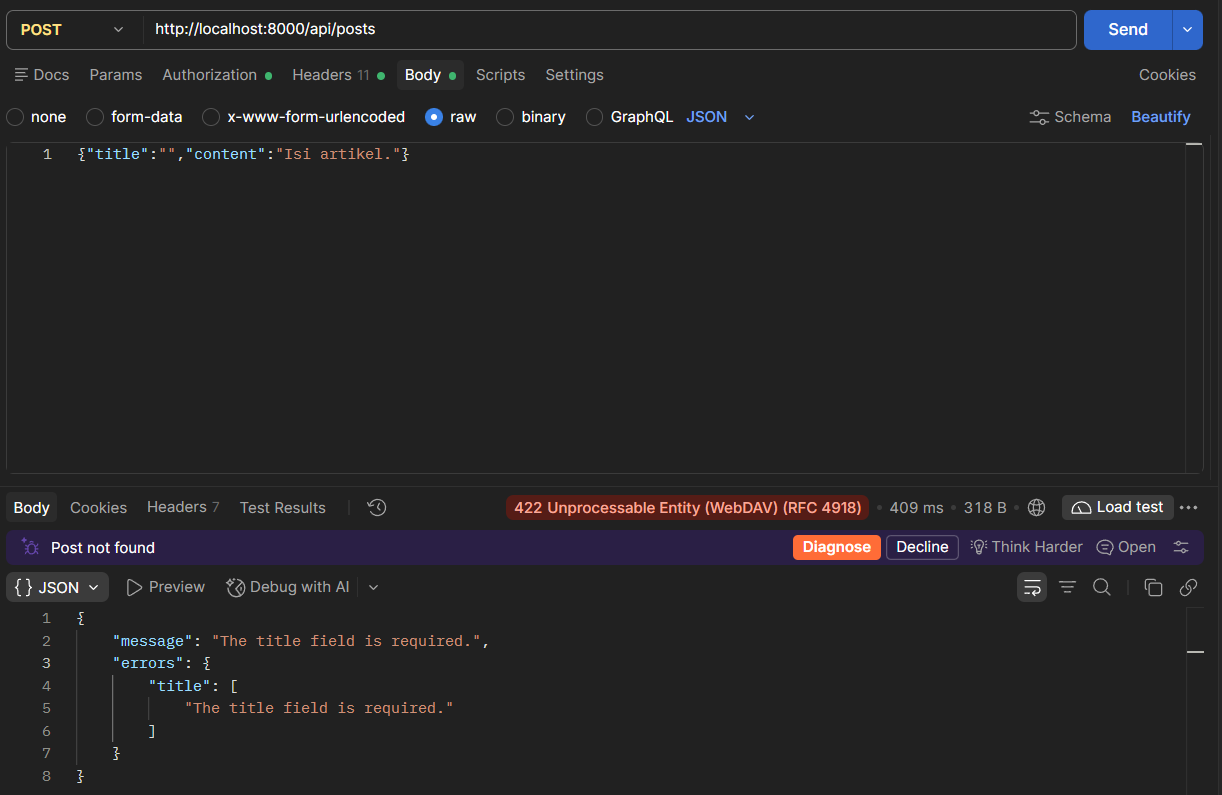 POST http://localhost:8000/api/posts Send
Docs Params Authorization Headers 11 Body Scripts Settings Cookies
none form-data x-www-form-urlencoded raw binary GraphQL JSON Schema Beautify
1 {"title":"","content":"Isi artikel."}
Body Cookies Headers 7 Test Results 422 Unprocessable Entity (WebDAV) (RFC 4918) 409 ms 318 B Load test
Post not found Diagnose Decline Think Harder Open
{} JSON Preview Debug with AI
1 {
2 "message": "The title field is required.",
3 "errors": {
4 "title": [
5 "The title field is required."
6 ]
7 }
8 }